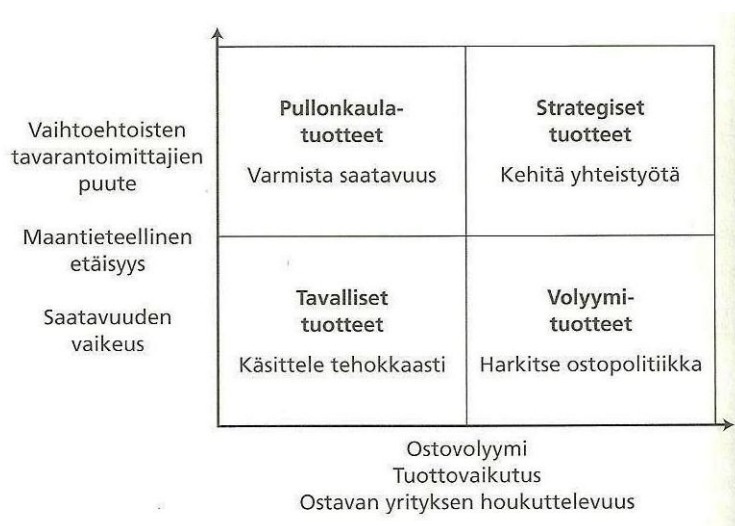 Vaihtoehtoisten
tavarantoimittajien
puute
Maantieteellinen
etäisyys
Saatavuuden
vaikeus
Pullonkaula-
tuotteet
Varmista saatavuus
Strategiset
tuotteet
Kehitä yhteistyötä
Tavalliset
tuotteet
Käsittele tehokkaasti
Volyymi-
tuotteet
Harkitse ostopolitiikka
Ostovolyymi
Tuottovaikutus
Ostavan yrityksen houkuttelevuus